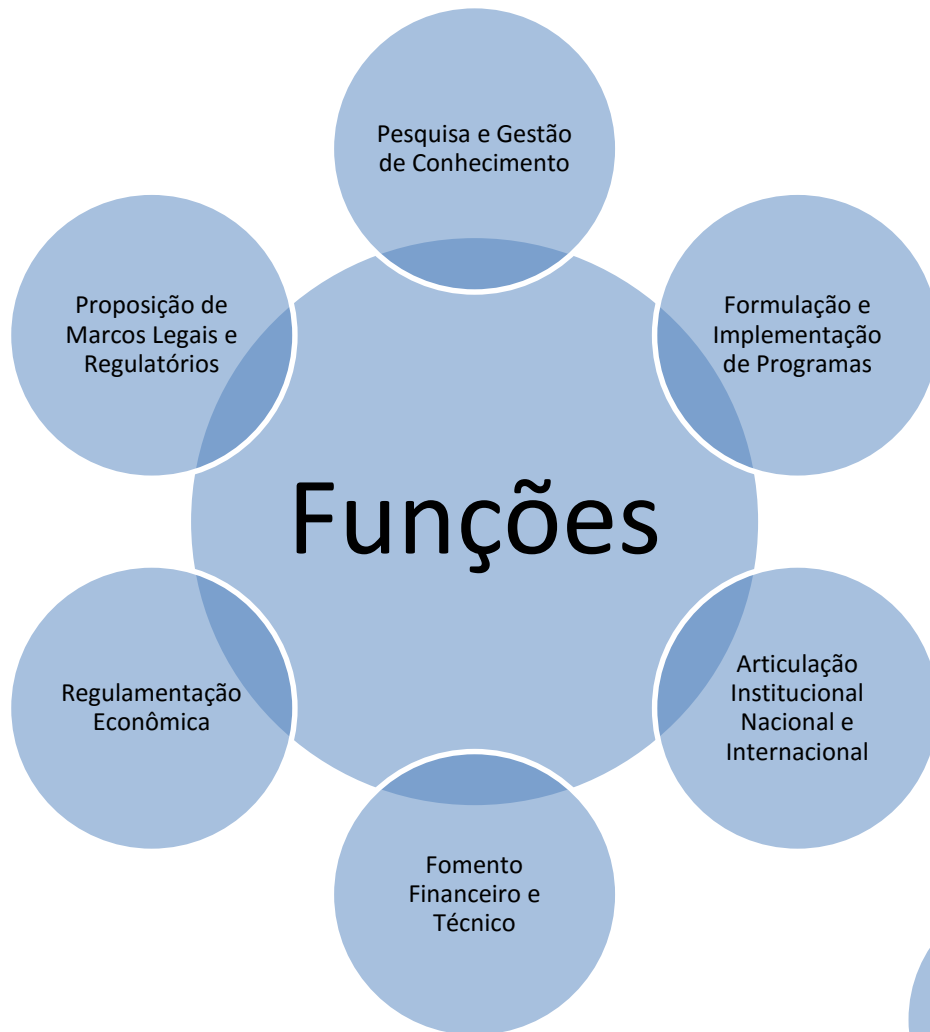 Pesquisa e Gestão
de Conhecimento
Formulação e
Implementação
de Programas
Articulação
Institucional
Nacional e
Internacional
Fomento
Financeiro e
Técnico
Regulamentação
Econômica
Proposição de
Marcos Legais e
Regulatórios
Funções